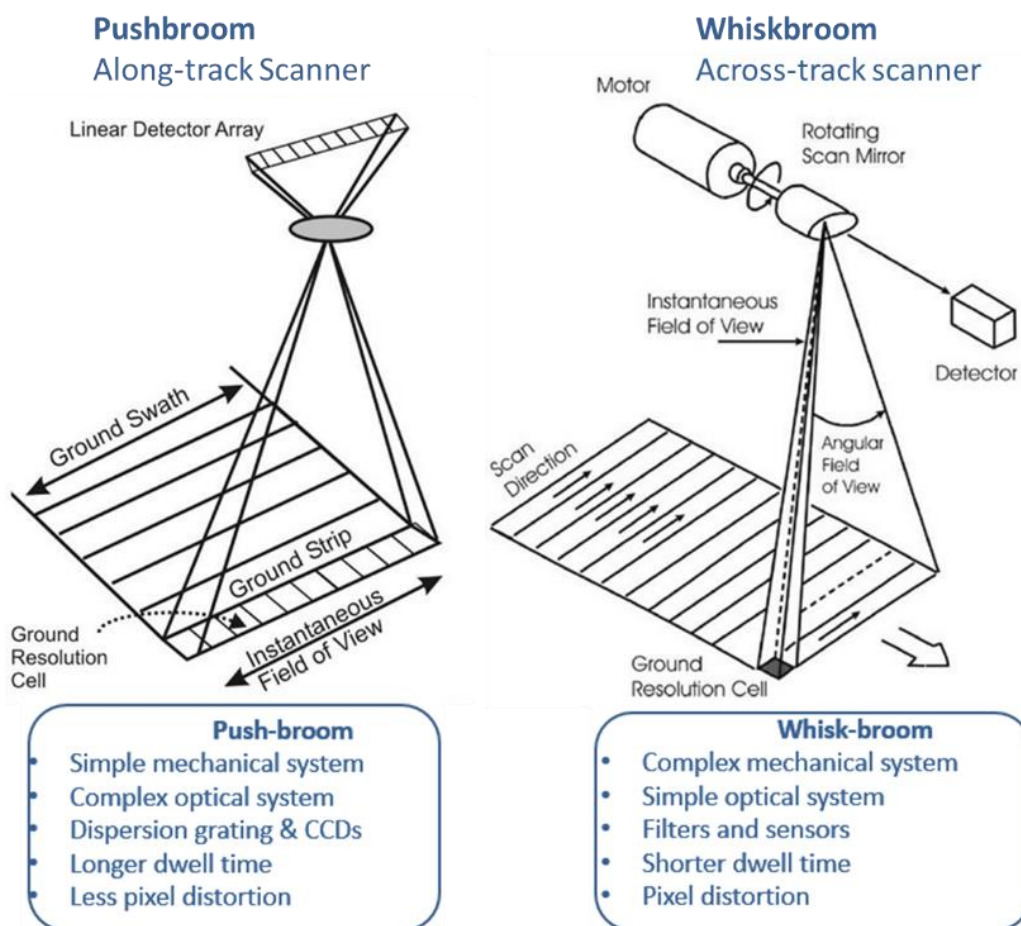 Pushbroom
Along-track Scanner
Linear Detector Array
Ground Swath
Ground Strip
Instantaneous
Field of View
Ground
Resolution
Cell
Push-broom
• Simple mechanical system
• Complex optical system
• Dispersion grating & CCDs
• Longer dwell time
• Less pixel distortion
Whiskbroom
Across-track scanner
Motor
Rotating
Scan Mirror
Instantaneous
Field of View
Detector
Angular
Field
of View
Scan
Direction
Ground
Resolution Cell
Whisk-broom
• Complex mechanical system
• Simple optical system
• Filters and sensors
• Shorter dwell time
• Pixel distortion